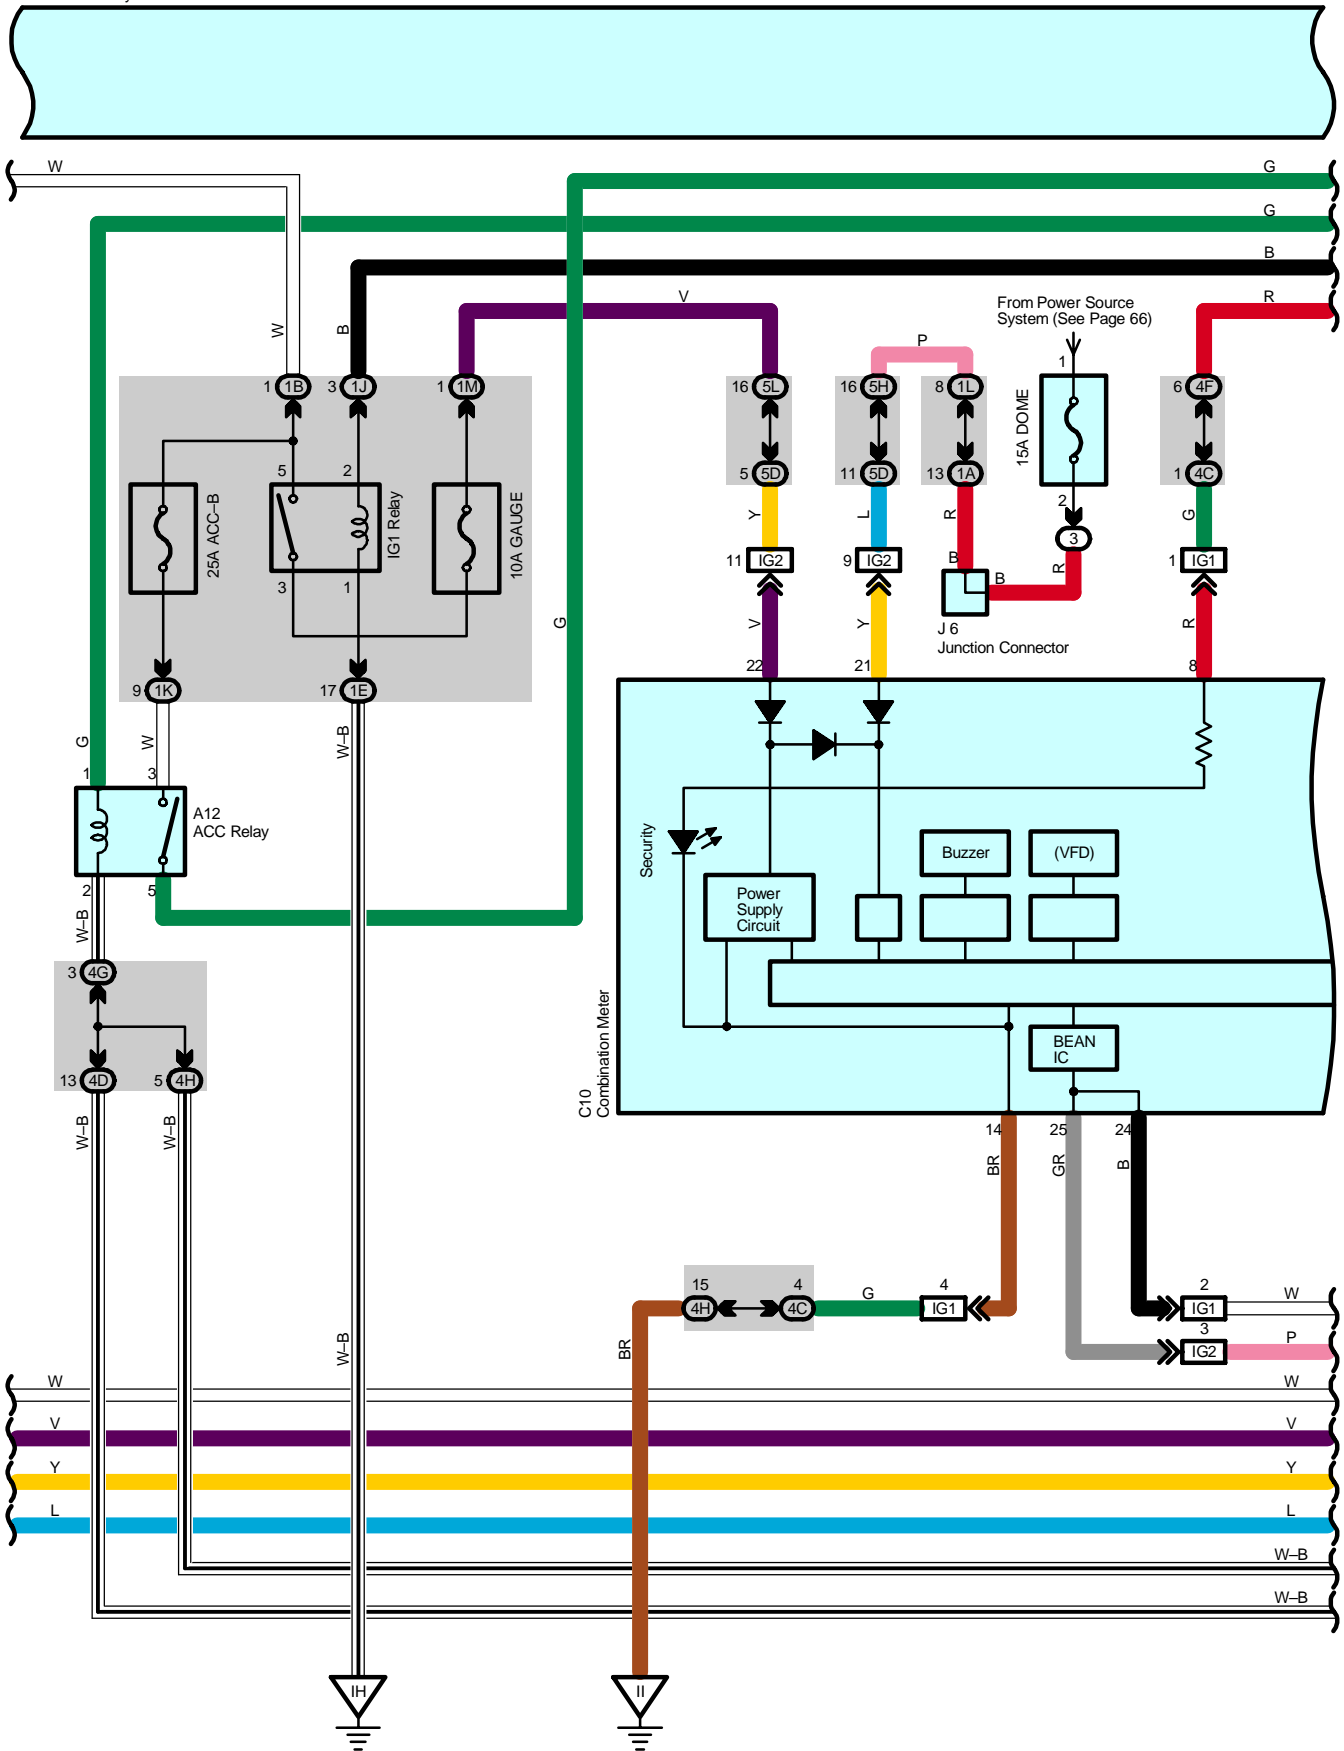 W
G
G
B
V
R
From Power Source
System (See Page 66)
P
W
B
1
1 1B
3 1J
1 1M
16 5L
16 5H
8 1L
15A DOME
6 4F
5
2
5 5D
11 5D
13 1A
1 4C
25A ACC–B
IG1 Relay
10A GAUGE
Y
L
R
2
G
3
11 IG2
9 IG2
B
R
1 IG1
3
1
B
G
V
Y
J 6
Junction Connector
R
22
21
8
9 1K
17 1E
G
W
W–B
1
3
A12
ACC Relay
Security
Buzzer
(VFD)
2
5
Power
Supply
Circuit
W–B
3 4G
C10
Combination Meter
BEAN
IC
13 4D
5 4H
W–B
W–B
14
25
24
BR
GR
B
15
4
4
2
4H
4C
G
IG1
IG1
W
3
IG2
P
W–B
BR
W
W
V
V
Y
Y
L
L
W–B
W–B
IH
II